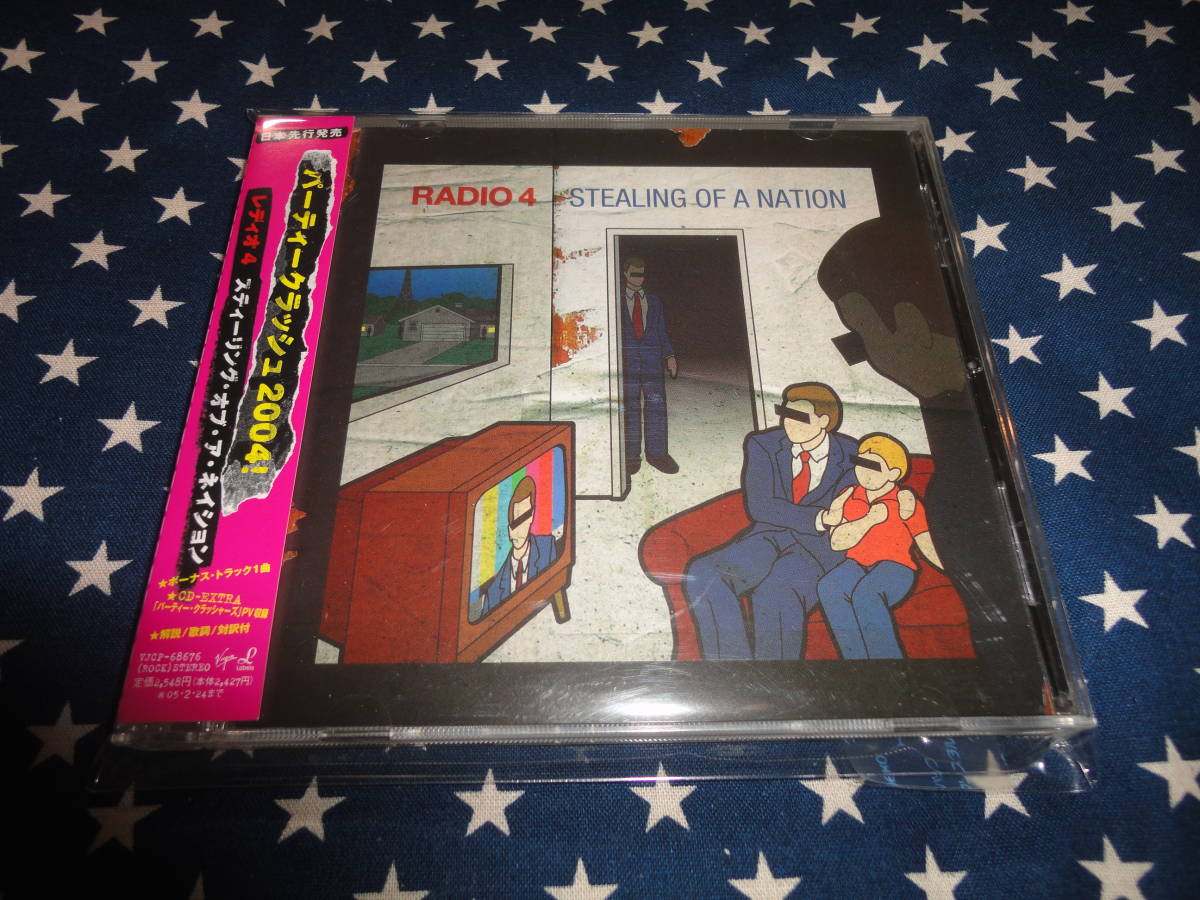 日本先行発売
パーティークラッシュ2004!
レディオ4 スティーリング・オブ・ア・ネイション
★ボーナス・トラック1曲
★CD-EXTRA
「パーティー・クラッシャーズ」PV収録
★解説/歌詞/対訳付
VJCP-68676
(ROCK)STEREO
Virgin
Labels
定価2,548円(本体2,427円)
再05・2・24まで
RADIO 4 STEALING OF A NATION